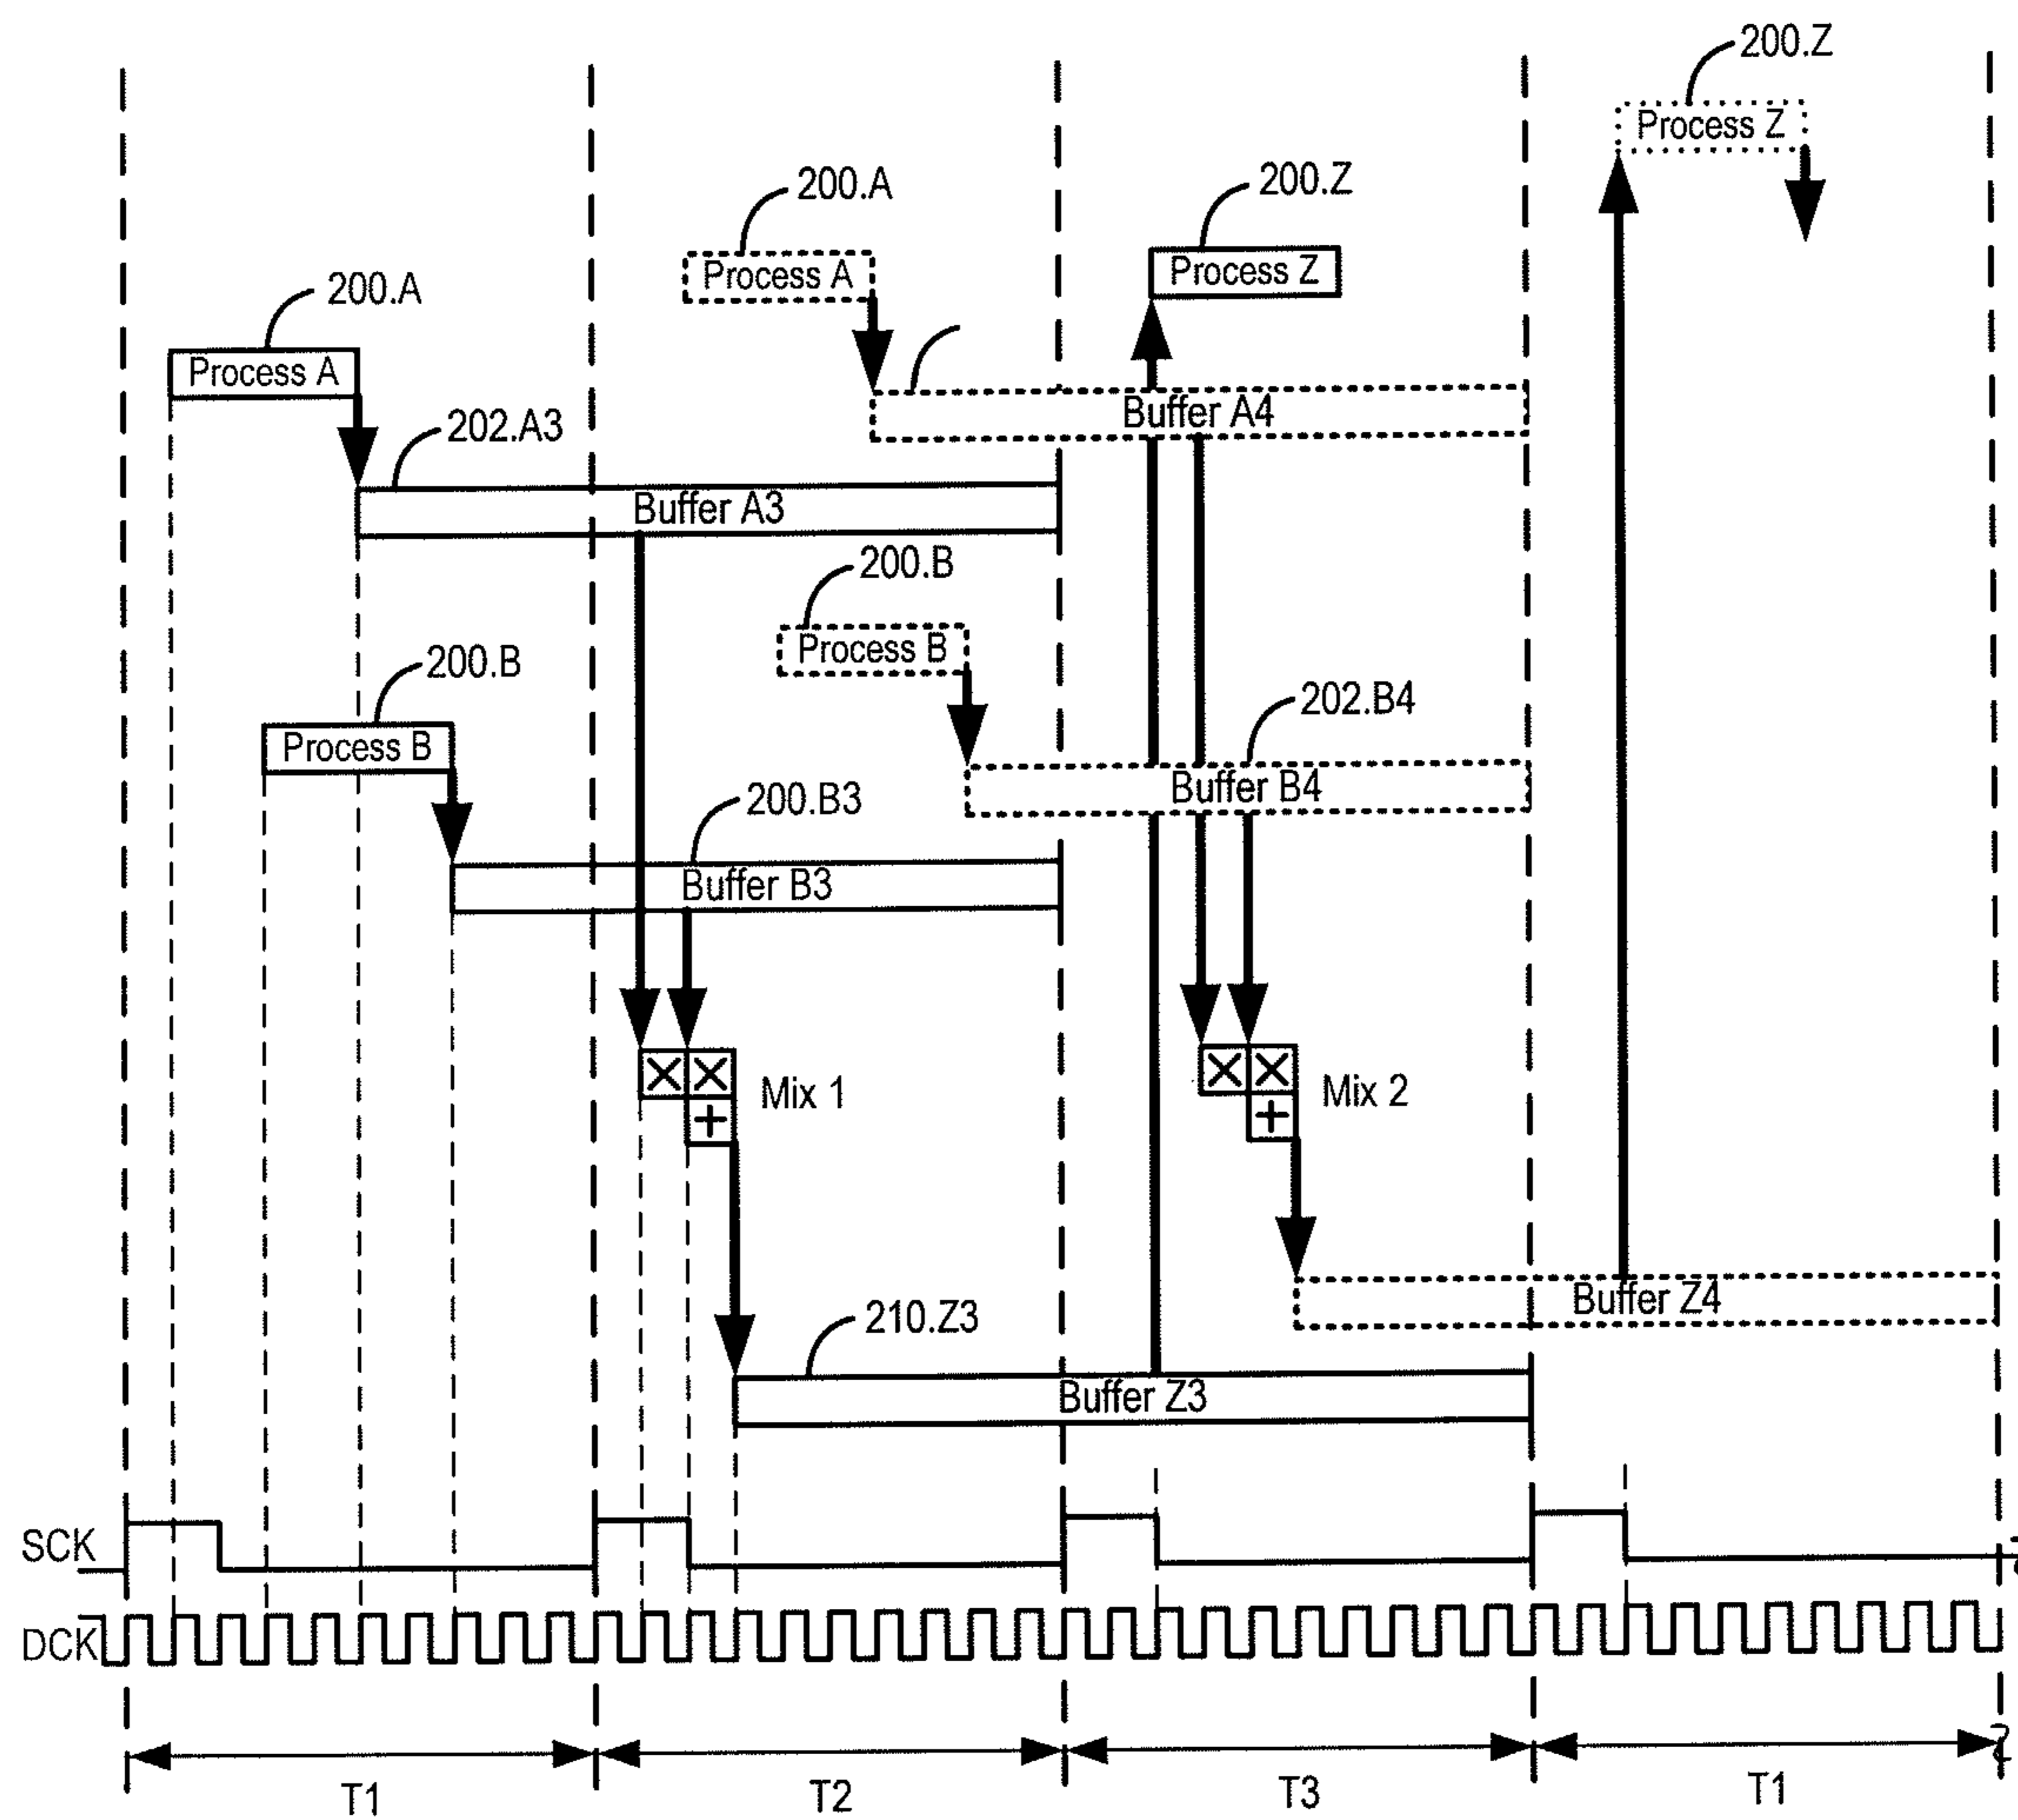 200.Z
Process Z
200.A
200.Z
Process A
Process Z
200.A
Process A
Buffer A4
202.A3
Buffer A3
200.B
200.B
Process B
202.B4
Process B
Buffer B4
200.B3
Buffer B3
Mix 1
Mix 2
Buffer Z4
210.Z3
Buffer Z3
SCK
DCK
T1
T2
T3
T1